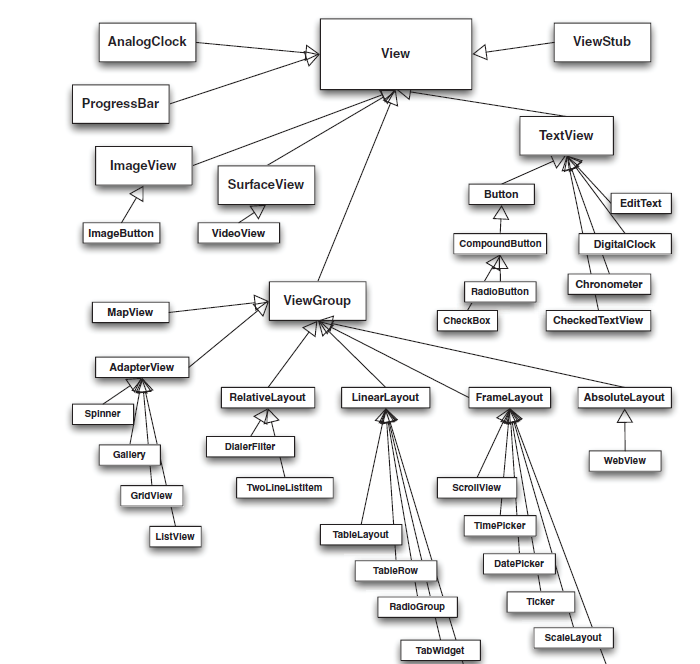 AnalogClock
View
ViewStub
ProgressBar
TextView
ImageView
SurfaceView
Button
EditText
ImageButton
VideoView
CompoundButton
DigitalClock
Chronometer
RadioButton
ViewGroup
MapView
CheckBox
CheckedTextView
AdapterView
RelativeLayout
LinearLayout
FrameLayout
AbsoluteLayout
Spinner
DialerFilter
Gallery
WebView
TwoLineListItem
ScrollView
GridView
TimePicker
ListView
TableLayout
DatePicker
TableRow
Ticker
RadioGroup
ScaleLayout
TabWidget